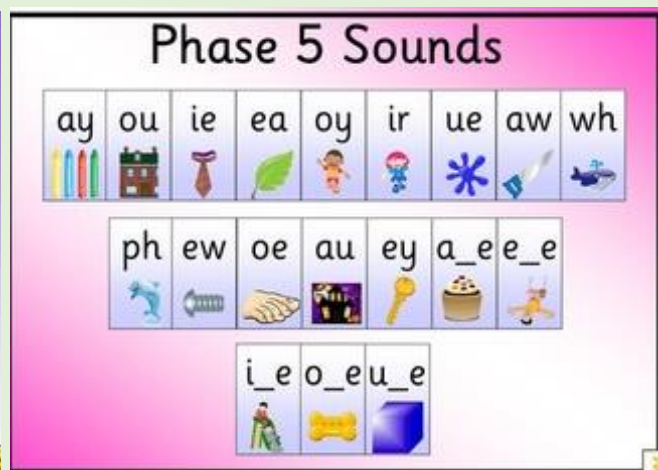 Phase 5 Sounds
ay ou ie ea oy ir ue aw wh
ph ew oe au ey a_e e_e
i_e o_e u_e